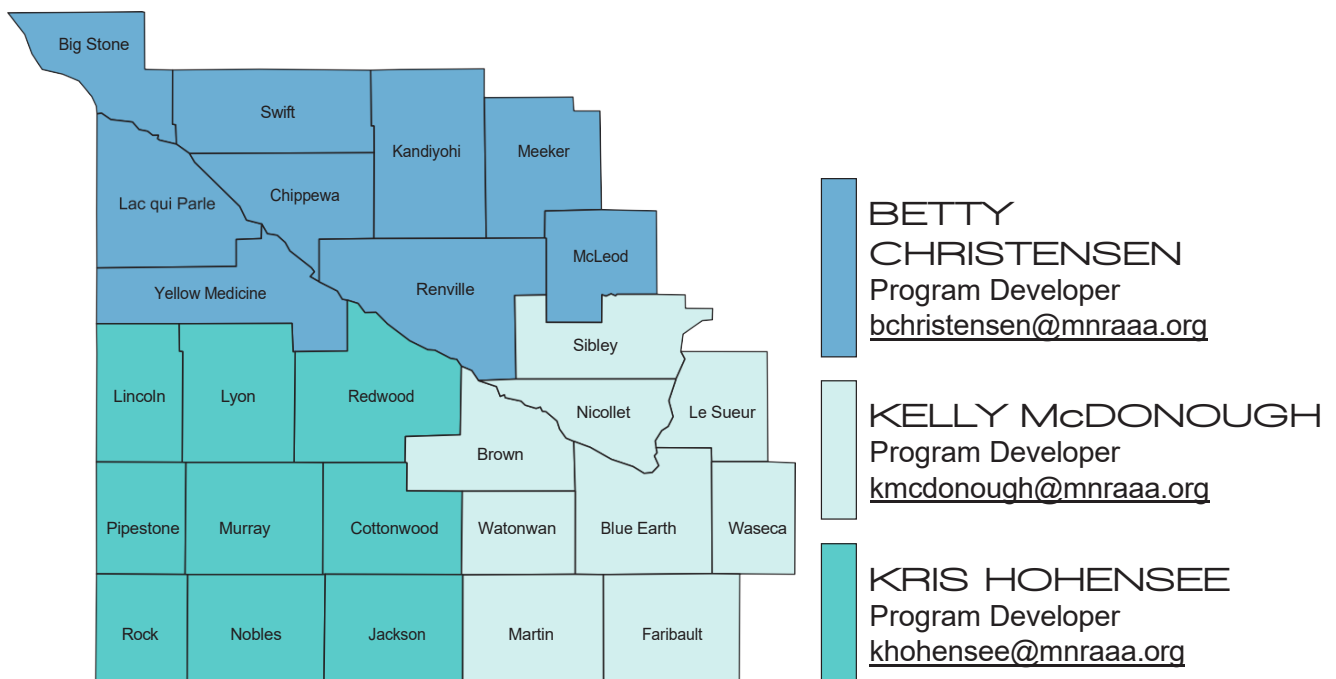 Big Stone
Swift
Kandiyohi
Meeker
Lac qui Parle
Chippewa
McLeod
Yellow Medicine
Renville
Sibley
Lincoln
Lyon
Redwood
Nicollet
Le Sueur
Brown
Pipestone
Murray
Cottonwood
Watonwan
Blue Earth
Waseca
Rock
Nobles
Jackson
Martin
Faribault
BETTY
CHRISTENSEN
Program Developer
bchristensen@mnraaa.org
KELLY McDONOUGH
Program Developer
kmcdonough@mnraaa.org
KRIS HOHENSEE
Program Developer
khohensee@mnraaa.org